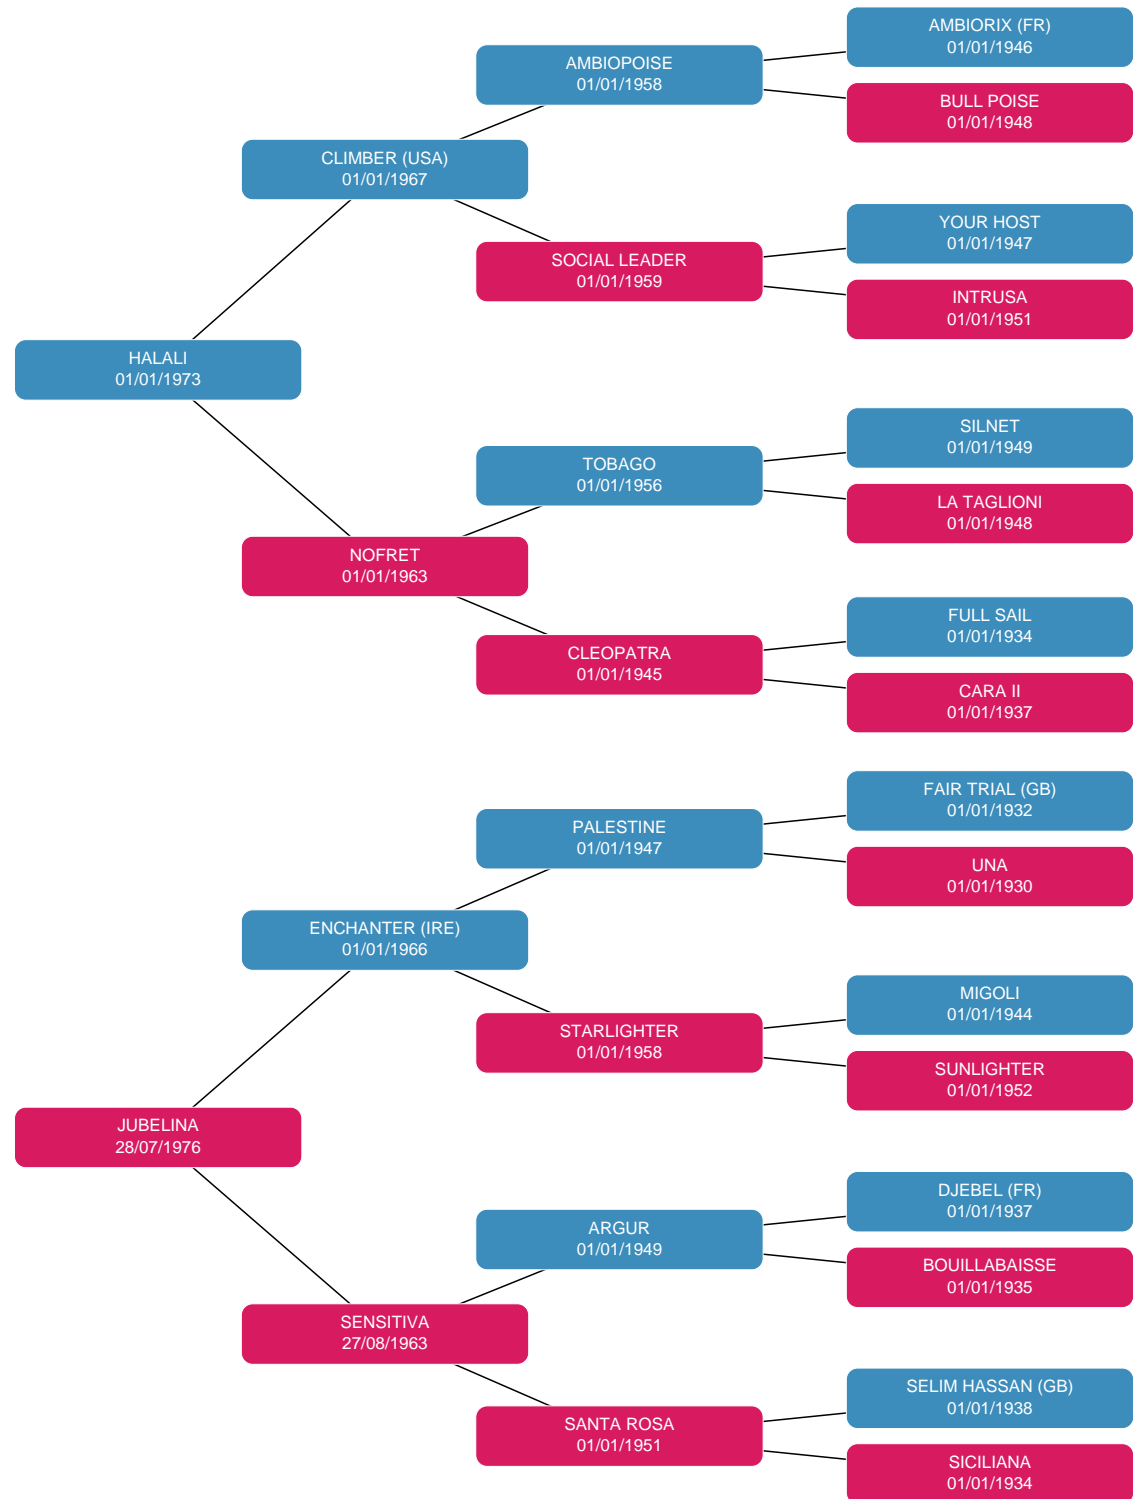 AMBIORIX (FR)
01/01/1946
AMBIOPOISE
01/01/1958
BULL POISE
01/01/1948
CLIMBER (USA)
01/01/1967
YOUR HOST
01/01/1947
SOCIAL LEADER
01/01/1959
INTRUSA
01/01/1951
HALALI
01/01/1973
SILNET
01/01/1949
TOBAGO
01/01/1956
LA TAGLIONI
01/01/1948
NOFRET
01/01/1963
FULL SAIL
01/01/1934
CLEOPATRA
01/01/1945
CARA II
01/01/1937
FAIR TRIAL (GB)
01/01/1932
PALESTINE
01/01/1947
UNA
01/01/1930
ENCHANTER (IRE)
01/01/1966
MIGOLI
01/01/1944
STARLIGHTER
01/01/1958
SUNLIGHTER
01/01/1952
JUBELINA
28/07/1976
DJEBEL (FR)
01/01/1937
ARGUR
01/01/1949
BOUILLABAISSE
01/01/1935
SENSITIVA
27/08/1963
SELIM HASSAN (GB)
01/01/1938
SANTA ROSA
01/01/1951
SICILIANA
01/01/1934